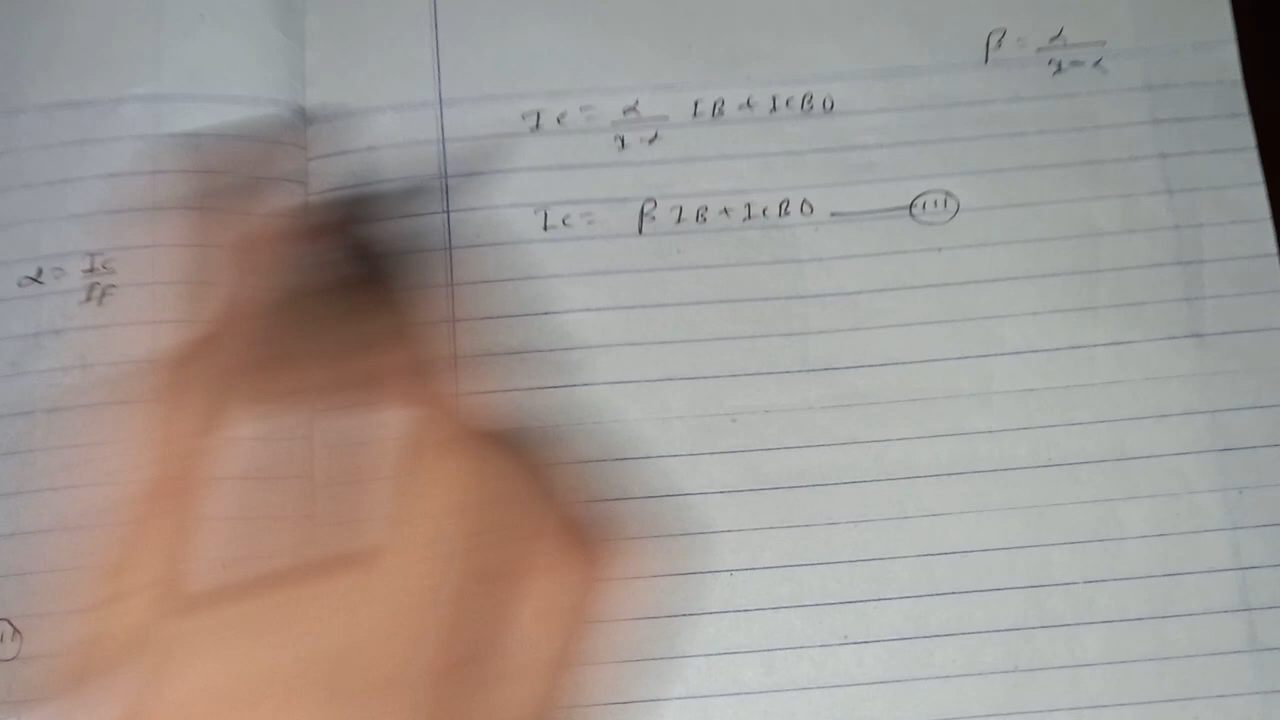 β = α / 1-α
IC = α / 1-α IB + ICBO
IC = β IB + ICBO —— (iii)
α = IC / IE